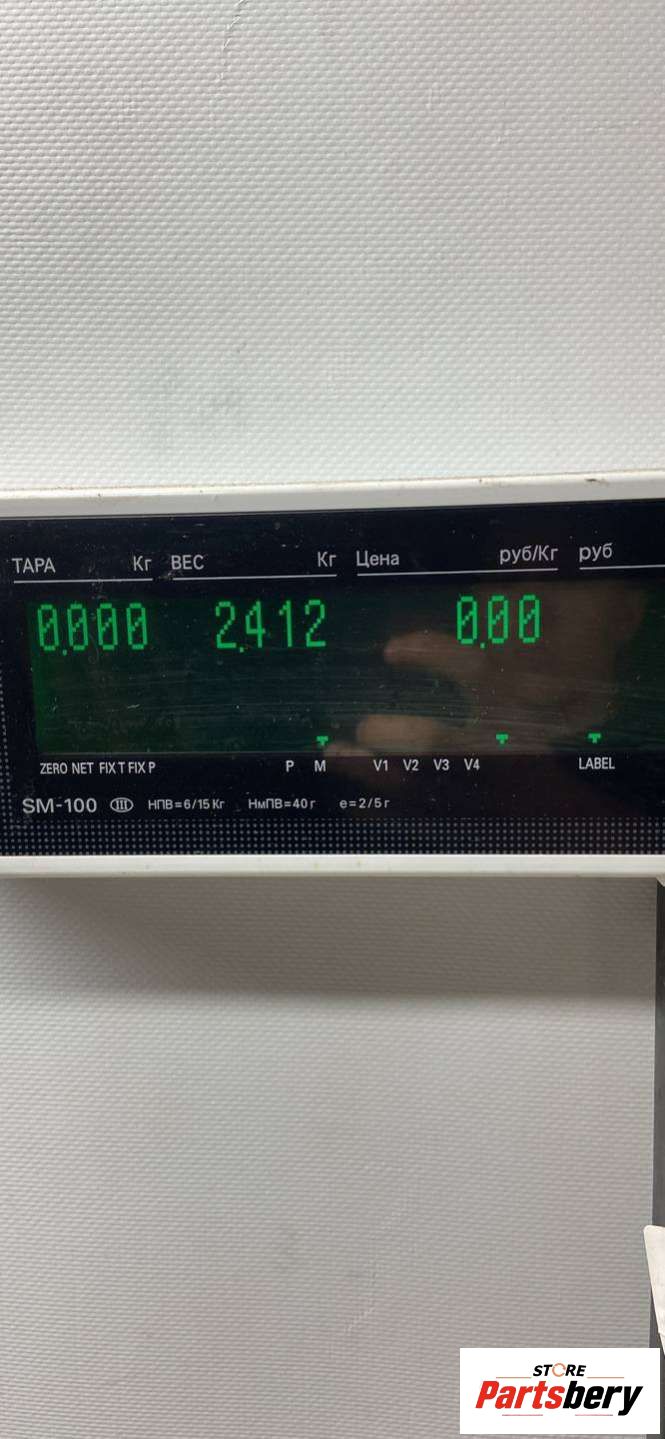 ТАРА Кг ВЕС Кг Цена руб/Кг руб
0.000 2.412 0.00
ZERO NET FIX T FIX P P M V1 V2 V3 V4 LABEL
SM-100 III НПВ=6/15 Кг НмПВ=40 г e=2/5 г
STORE
Partsbery